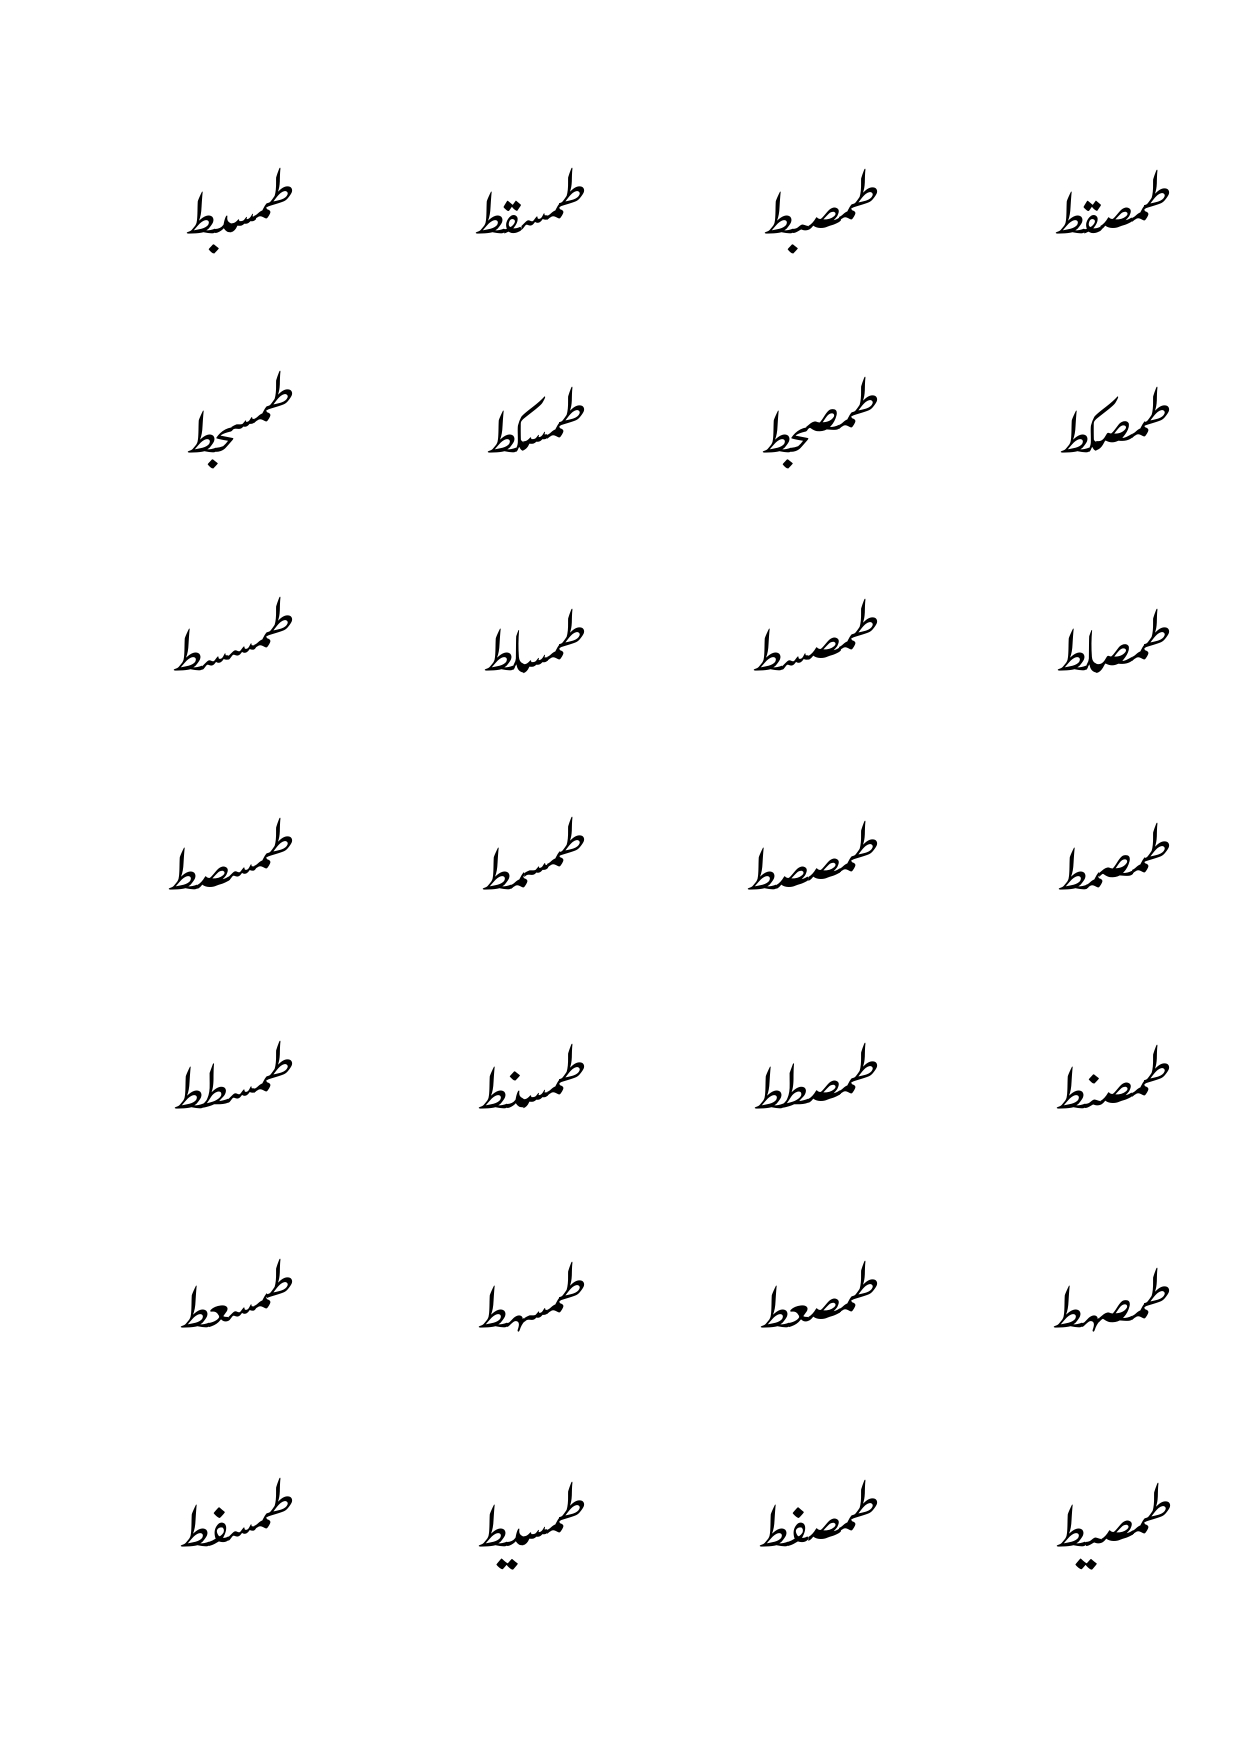 طمصقط طمصبط طمسقط طمسبط
طمصكط طمصجط طمسكط طمسجط
طمصلط طمصسط طمسلط طمسسط
طمصمط طمصصط طمسمط طمسصط
طمصنط طمصطط طمسنط طمسطط
طمصهط طمصعط طمسهط طمسعط
طمصيط طمصفط طمسيط طمسفط